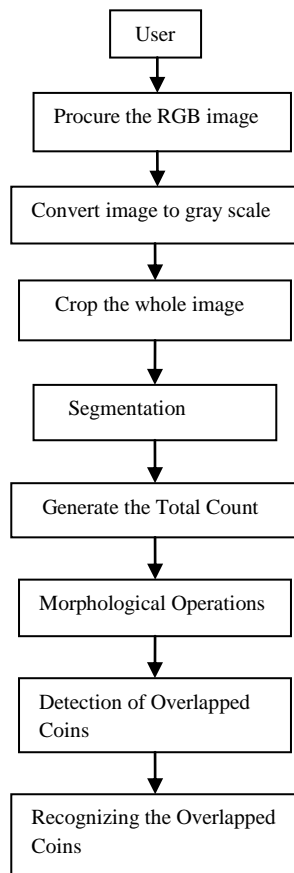 User
Procure the RGB image
Convert image to gray scale
Crop the whole image
Segmentation
Generate the Total Count
Morphological Operations
Detection of Overlapped
Coins
Recognizing the Overlapped
Coins